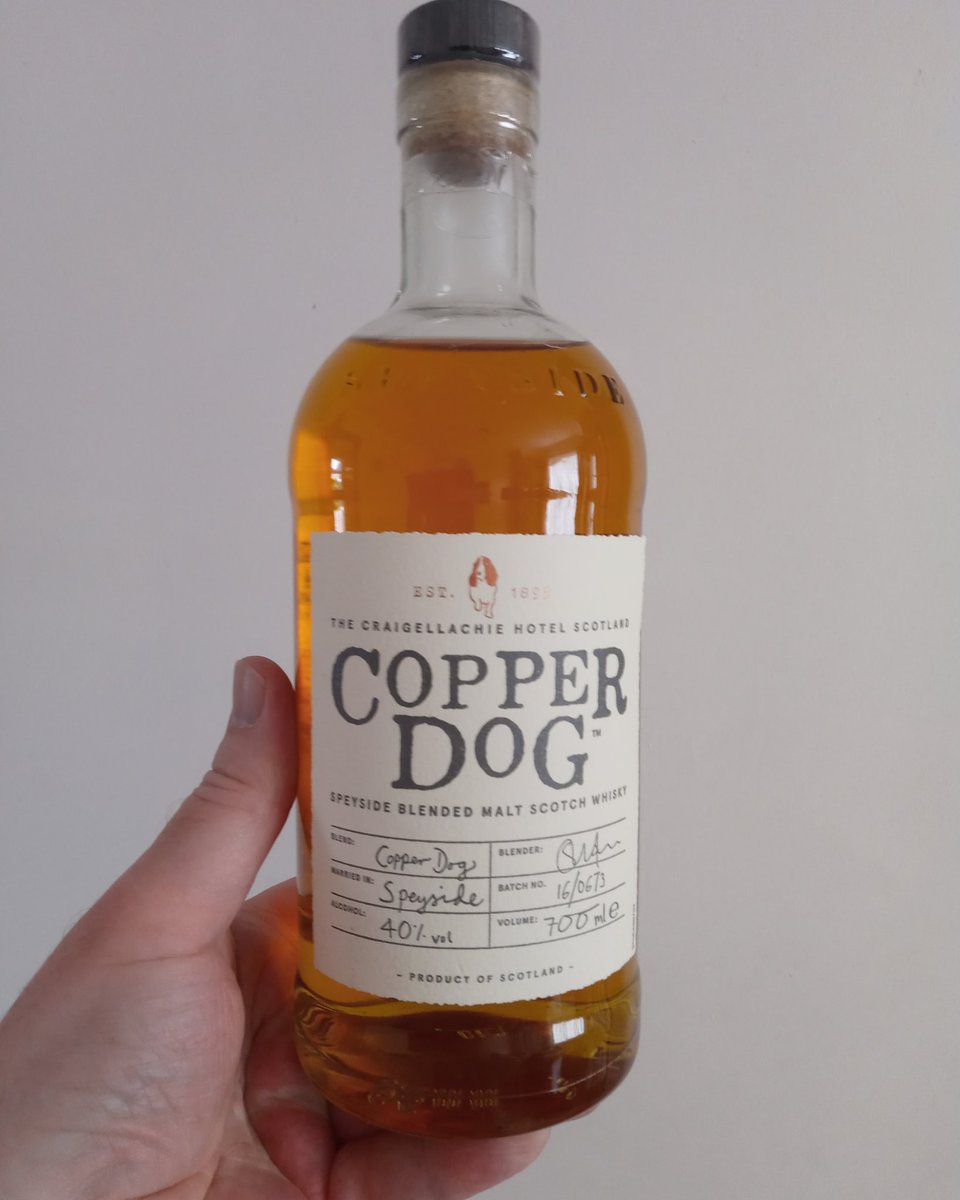 IDE
EST. 1893
THE CRAIGELLACHIE HOTEL SCOTLAND
COPPER
DOG™
SPEYSIDE BLENDED MALT SCOTCH WHISKY
BLEND: Copper Dog BLENDER:
MARRIED IN: Speyside BATCH NO. 16/0673
ALCOHOL: 40% vol VOLUME: 700 ml e
- PRODUCT OF SCOTLAND -